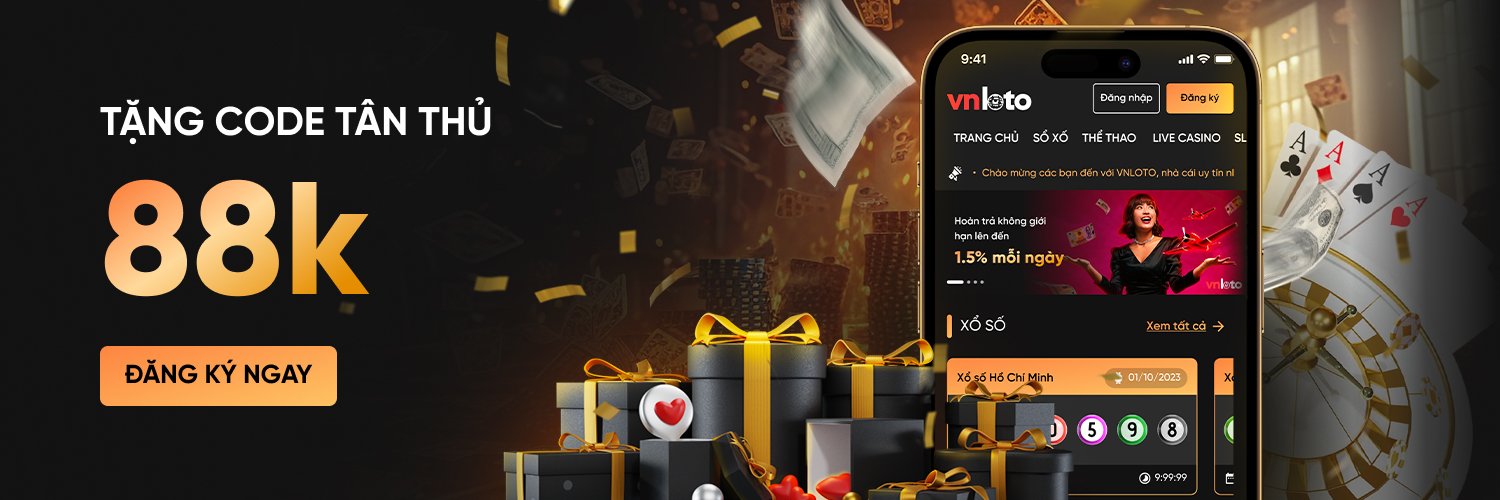 TẶNG CODE TÂN THỦ
88k
ĐĂNG KÝ NGAY
9:41
vnloto
Đăng nhập
Đăng ký
TRANG CHỦ SỔ XỐ THỂ THAO LIVE CASINO SL
• Chào mừng các bạn đến với VNLOTO, nhà cái uy tín nh
Hoàn trả không giới
hạn lên đến
1.5% mỗi ngày
vnloto
XỔ SỐ
Xem tất cả →
Xổ số Hồ Chí Minh
01/10/2023
0 5 9 8
9:99:99
A A A A